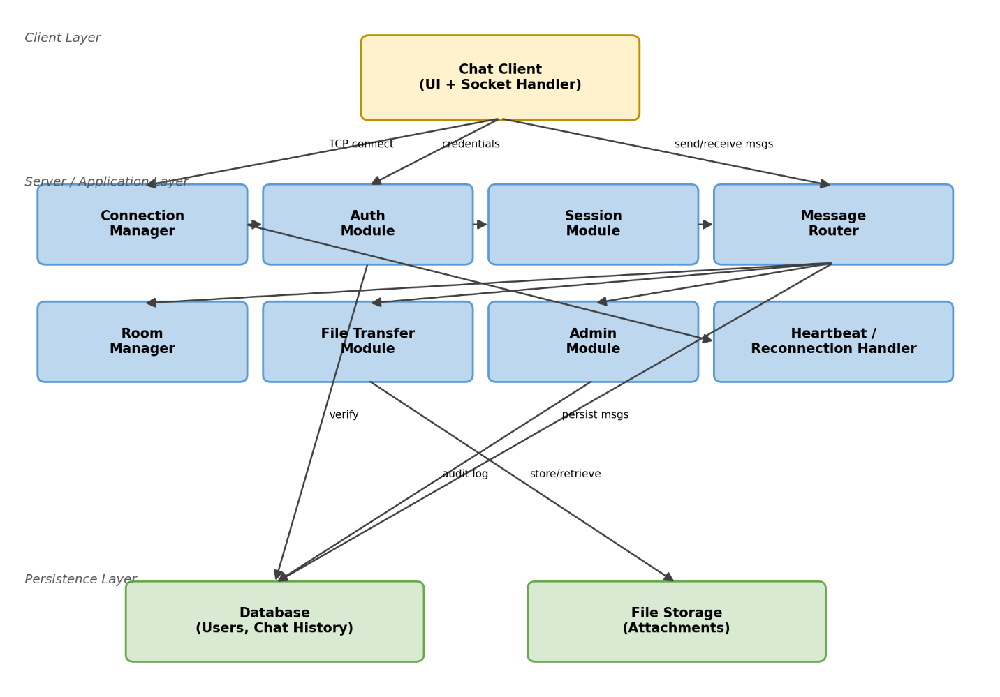 Client Layer
Chat Client
(UI + Socket Handler)
TCP connect
credentials
send/receive msgs
Server / Application Layer
Connection
Manager
Auth
Module
Session
Module
Message
Router
Room
Manager
File Transfer
Module
Admin
Module
Heartbeat /
Reconnection Handler
verify
persist msgs
audit log
store/retrieve
Persistence Layer
Database
(Users, Chat History)
File Storage
(Attachments)